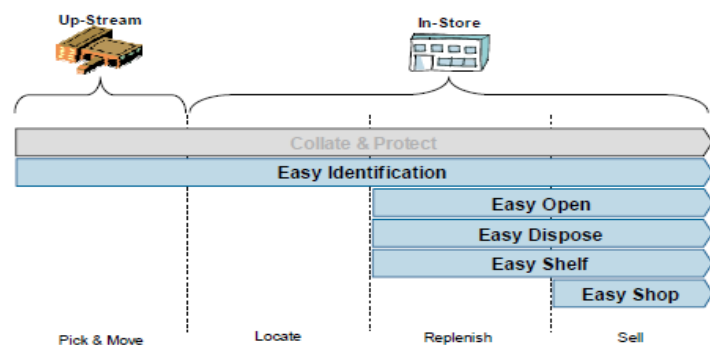 Up-Stream
In-Store
Collate & Protect
Easy Identification
Easy Open
Easy Dispose
Easy Shelf
Easy Shop
Pick & Move
Locate
Replenish
Sell